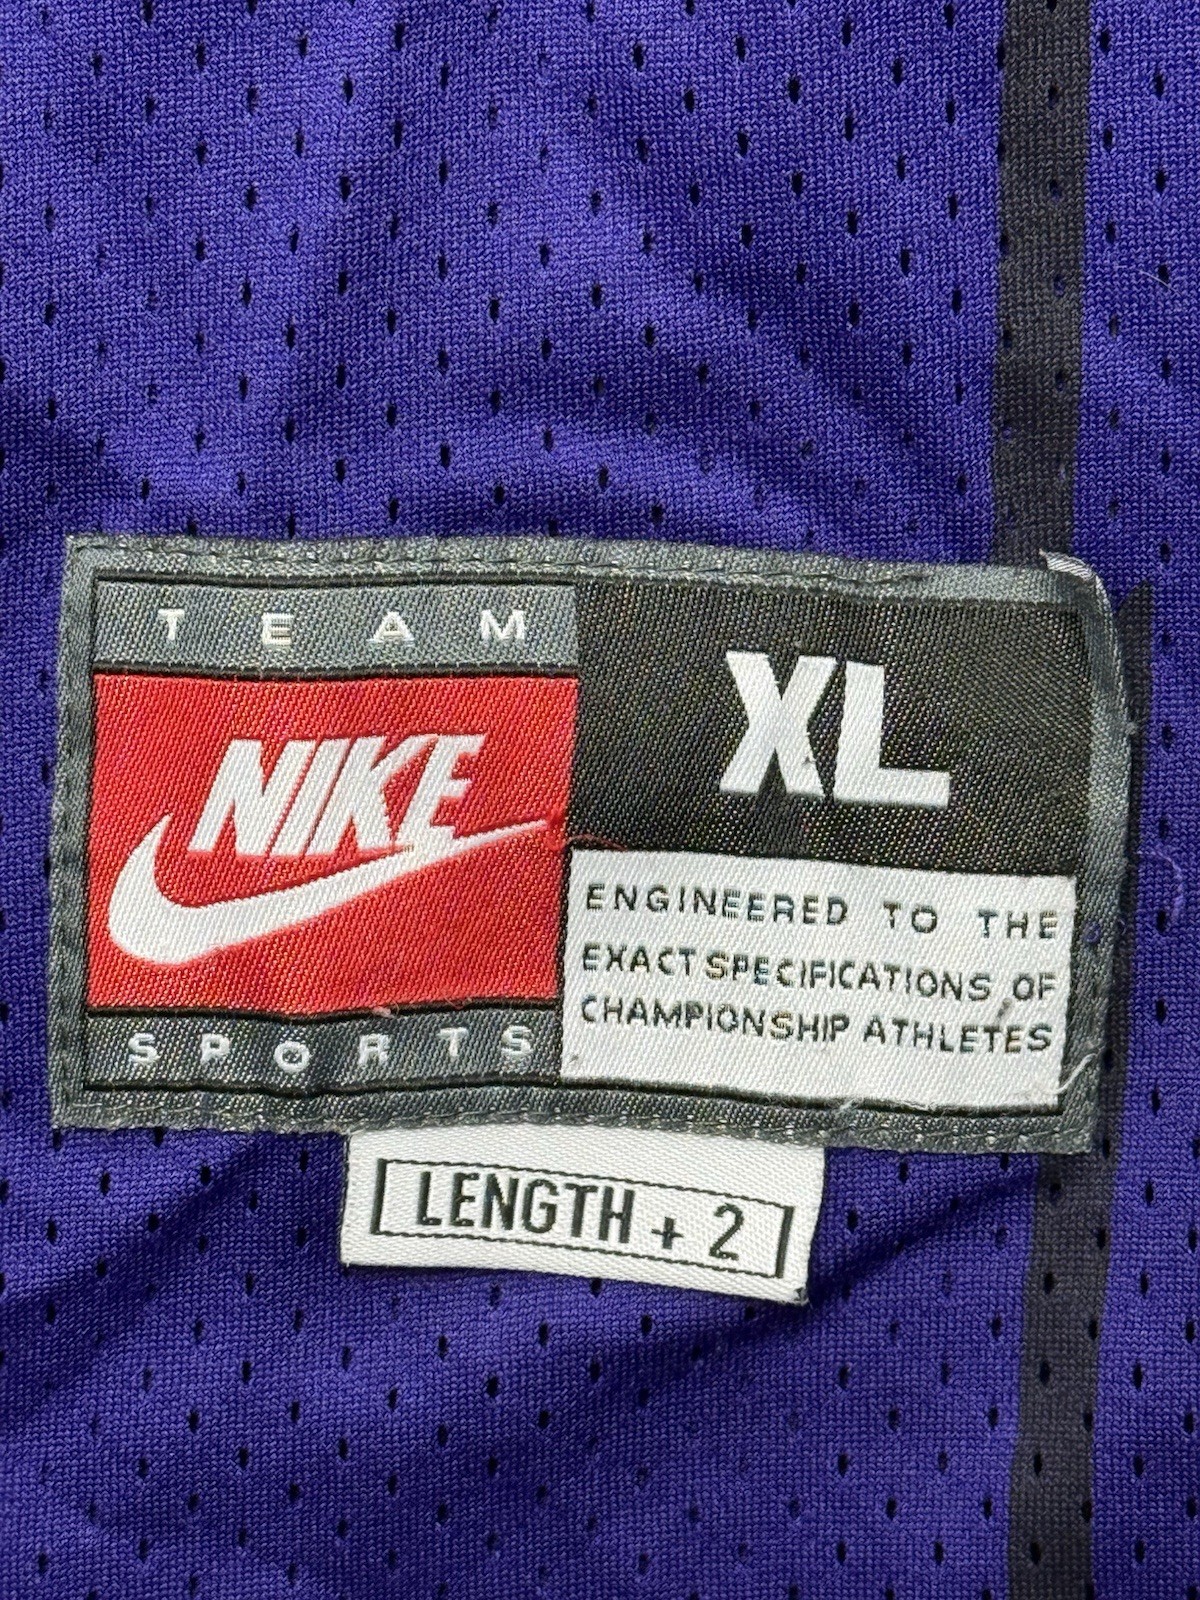 TEAM
NIKE
SPORTS
XL
ENGINEERED TO THE
EXACT SPECIFICATIONS OF
CHAMPIONSHIP ATHLETES
LENGTH + 2